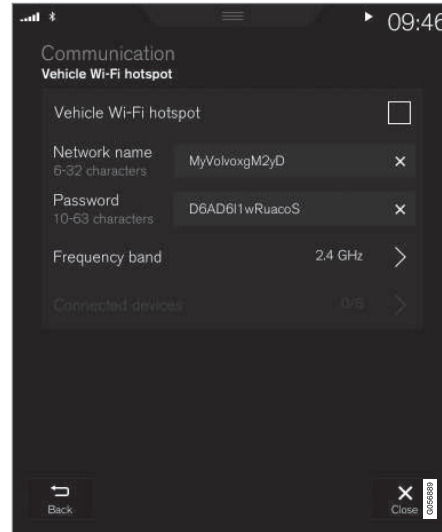 09:46
Communication
Vehicle Wi-Fi hotspot
Vehicle Wi-Fi hotspot
Network name
6-32 characters
MyVolvoxgM2yD
Password
10-63 characters
D6AD6I1wRuacoS
Frequency band
2.4 GHz
Connected devices
0/8
Back
Close
G056889